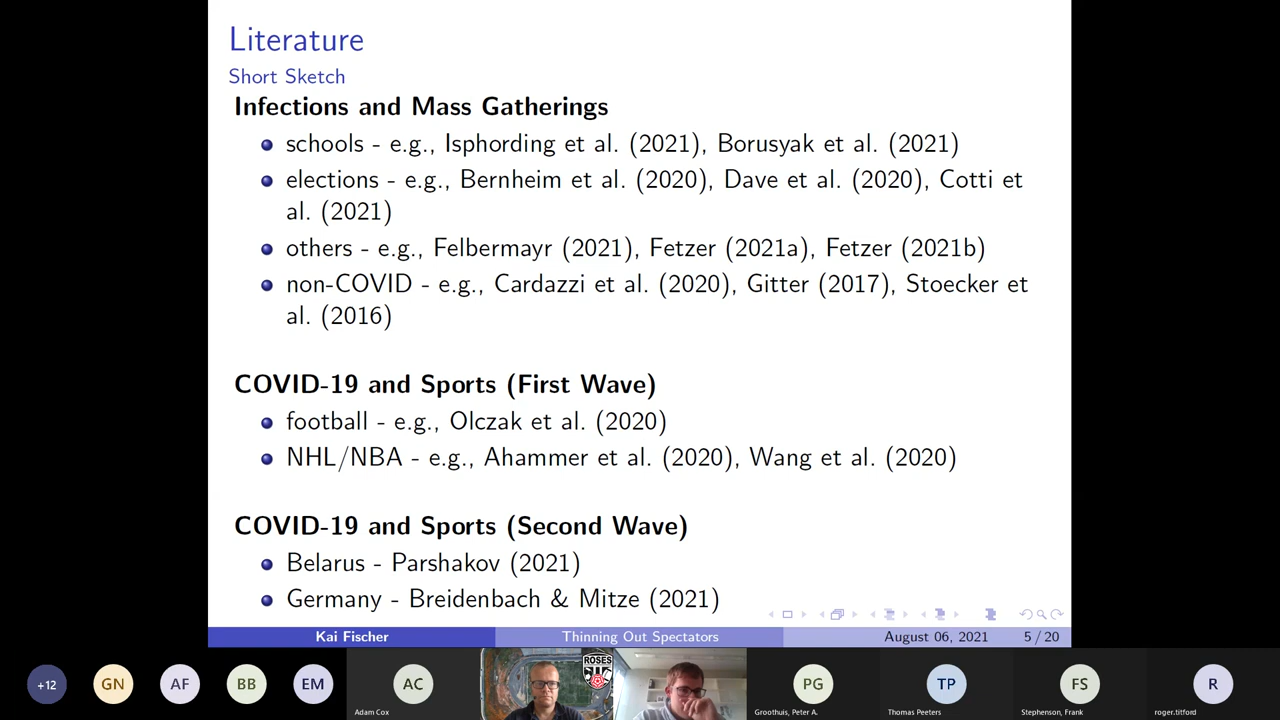 Literature
Short Sketch
Infections and Mass Gatherings
schools - e.g., Isphording et al. (2021), Borusyak et al. (2021)
elections - e.g., Bernheim et al. (2020), Dave et al. (2020), Cotti et
al. (2021)
others - e.g., Felbermayr (2021), Fetzer (2021a), Fetzer (2021b)
non-COVID - e.g., Cardazzi et al. (2020), Gitter (2017), Stoecker et
al. (2016)
COVID-19 and Sports (First Wave)
football - e.g., Olczak et al. (2020)
NHL/NBA - e.g., Ahammer et al. (2020), Wang et al. (2020)
COVID-19 and Sports (Second Wave)
Belarus - Parshakov (2021)
Germany - Breidenbach & Mitze (2021)
Kai Fischer Thinning Out Spectators August 06, 2021 5 / 20
+12 GN AF BB EM AC ROSES PG TP FS R
Adam Cox Groothuis, Peter A. Thomas Peeters Stephenson, Frank roger.titford